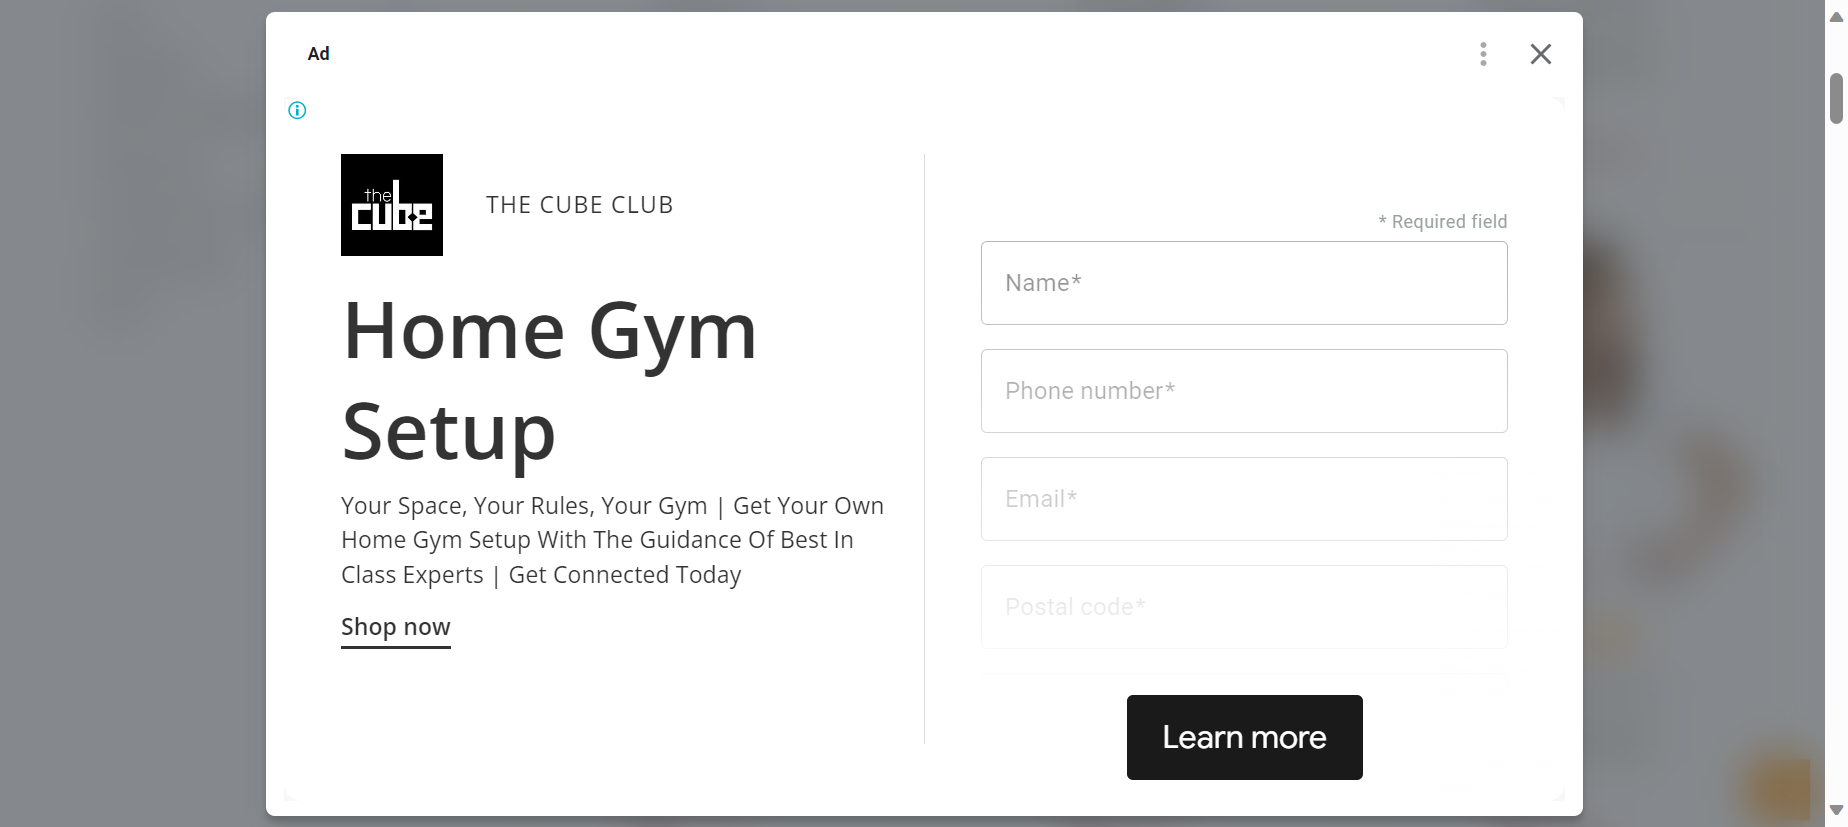 Ad
the
cube
THE CUBE CLUB
Home Gym
Setup
Your Space, Your Rules, Your Gym | Get Your Own
Home Gym Setup With The Guidance Of Best In
Class Experts | Get Connected Today
Shop now
* Required field
Name*
Phone number*
Email*
Postal code*
Learn more